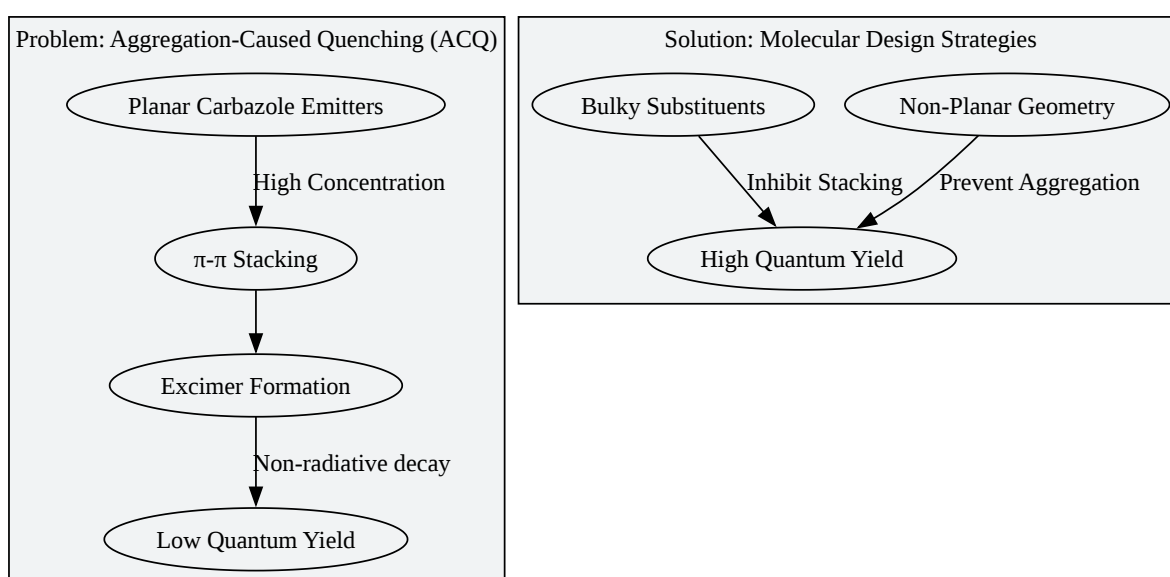 Problem: Aggregation-Caused Quenching (ACQ)
Planar Carbazole Emitters
High Concentration
π-π Stacking
Excimer Formation
Non-radiative decay
Low Quantum Yield
Solution: Molecular Design Strategies
Bulky Substituents
Non-Planar Geometry
Inhibit Stacking
Prevent Aggregation
High Quantum Yield